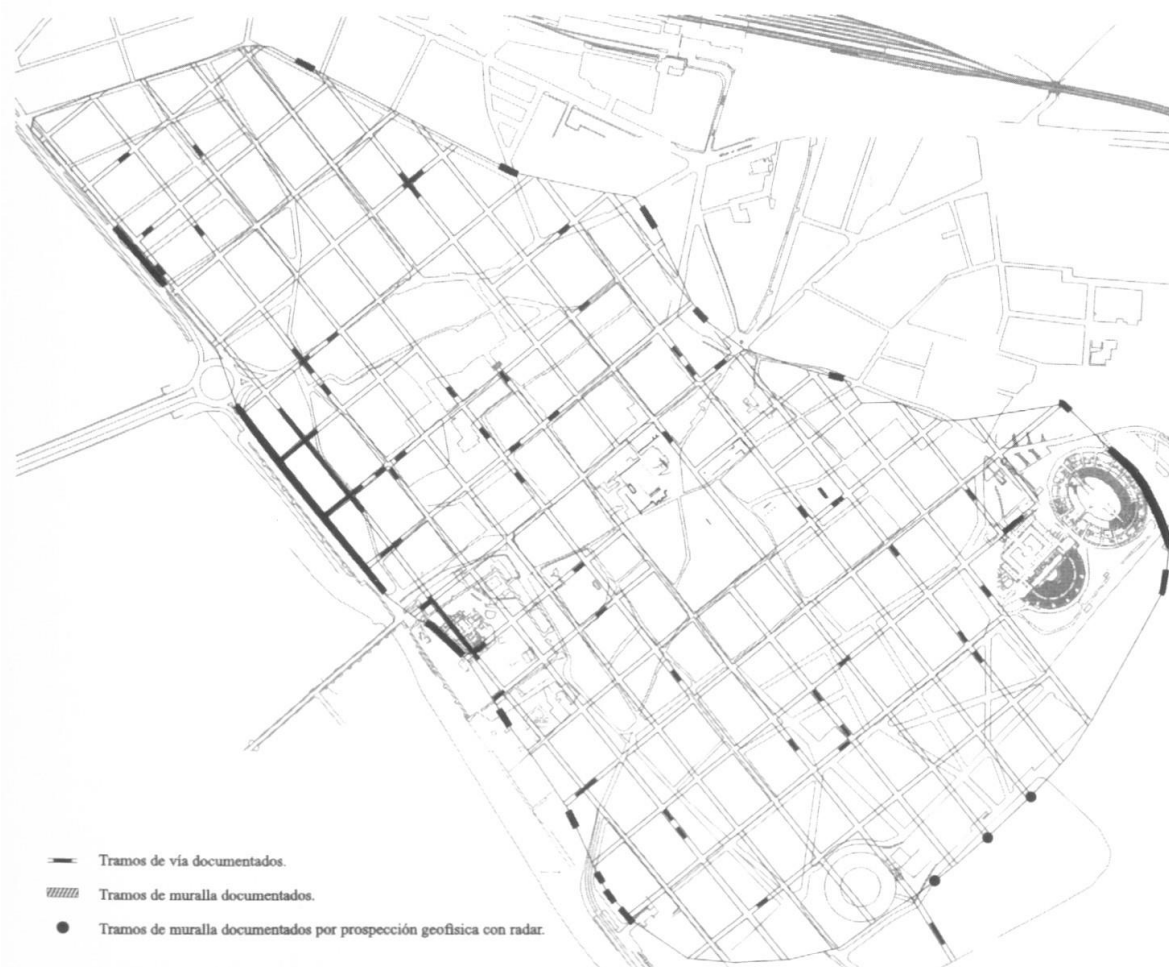 Tramos de vía documentados.
Tramos de muralla documentados.
Tramos de muralla documentados por prospección geofísica con radar.